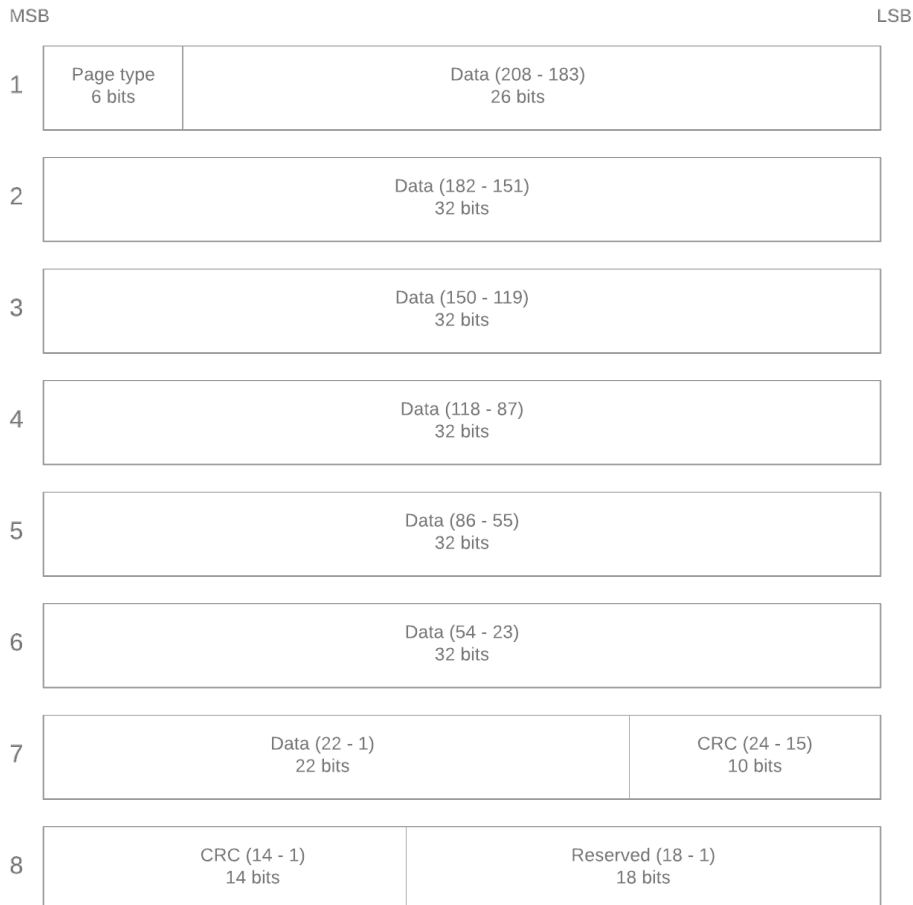 MSB LSB
1
Page type Data (208 - 183)
6 bits 26 bits
2
Data (182 - 151)
32 bits
3
Data (150 - 119)
32 bits
4
Data (118 - 87)
32 bits
5
Data (86 - 55)
32 bits
6
Data (54 - 23)
32 bits
7
Data (22 - 1) CRC (24 - 15)
22 bits 10 bits
8
CRC (14 - 1) Reserved (18 - 1)
14 bits 18 bits